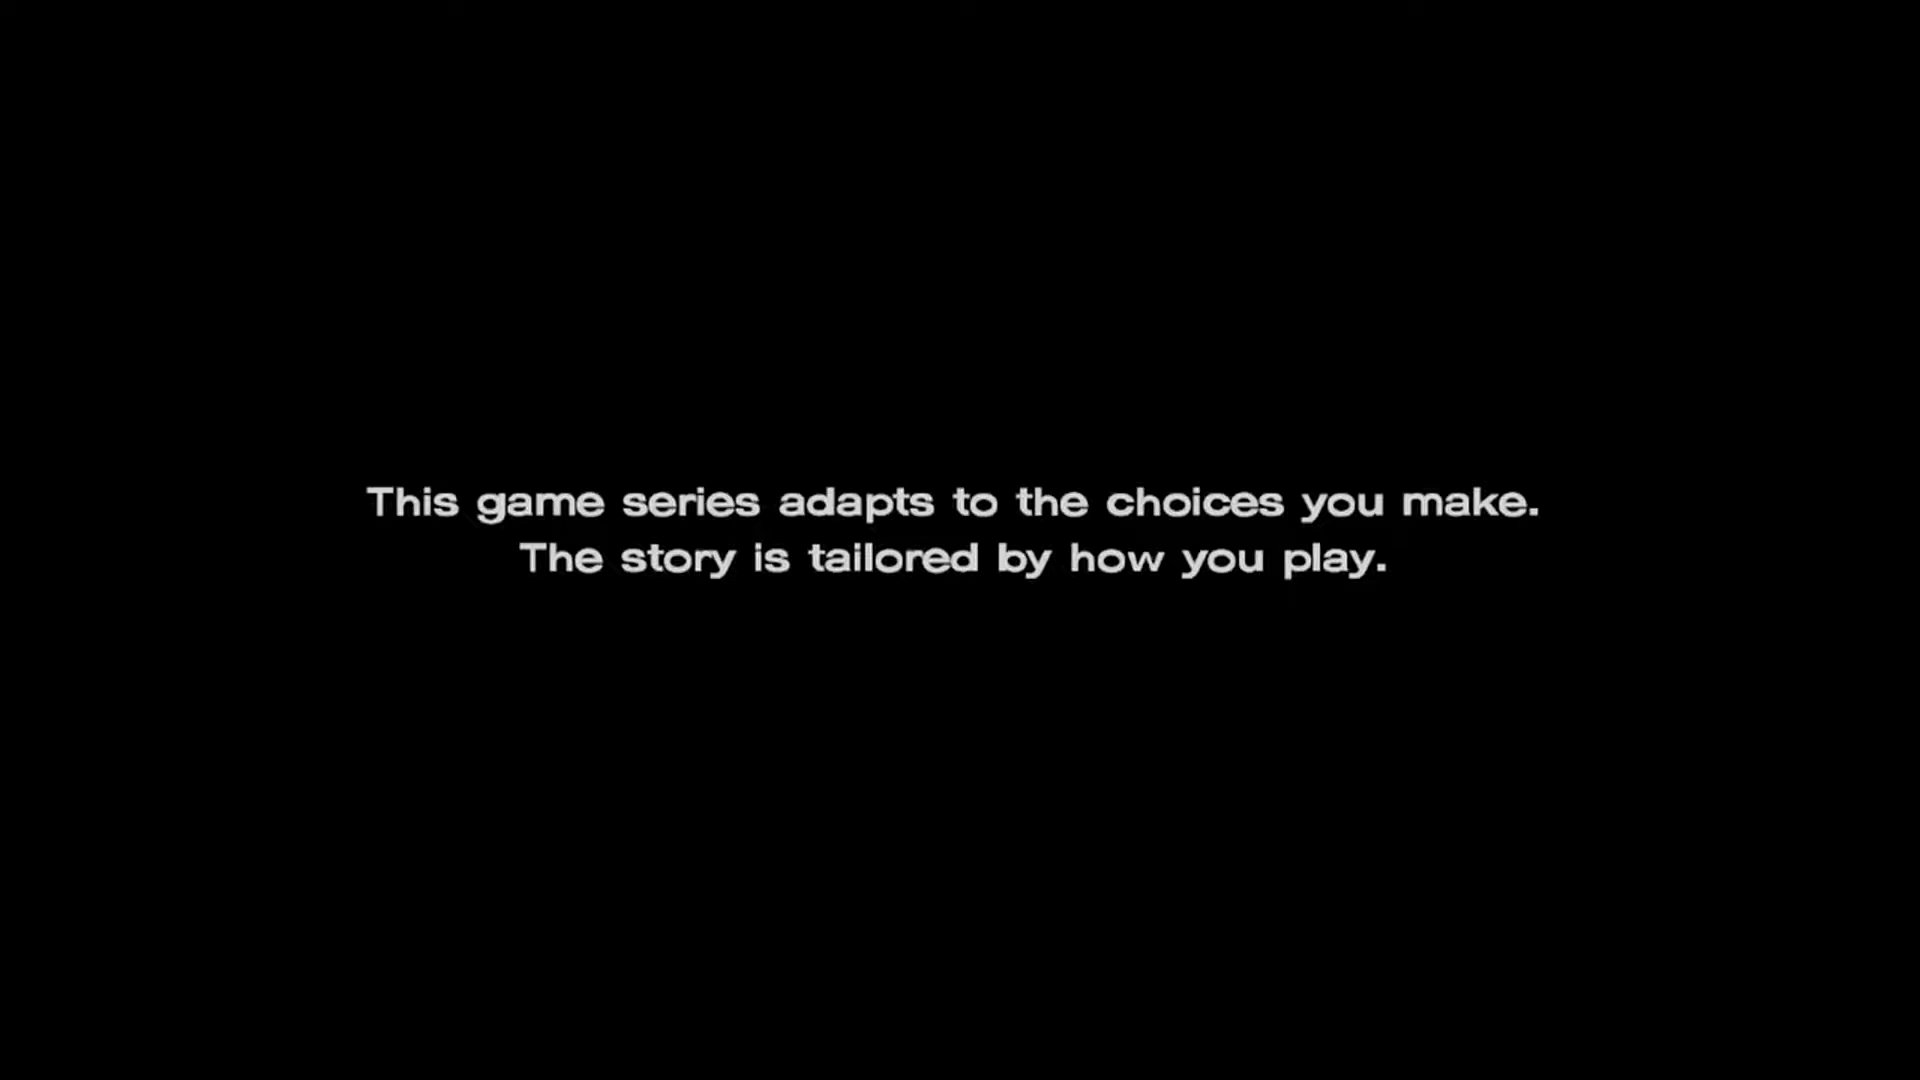 This game series adapts to the choices you make.
The story is tailored by how you play.